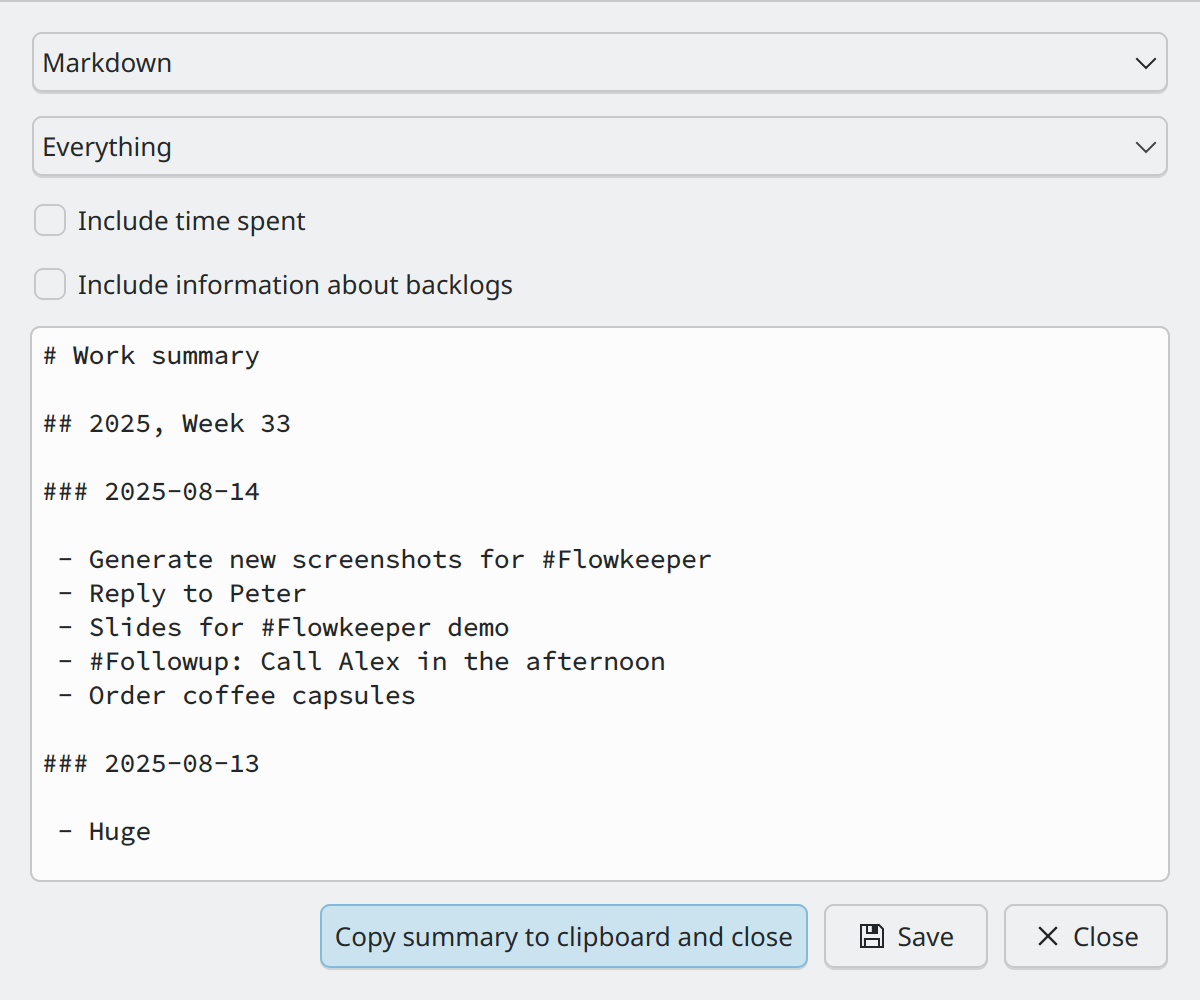 Markdown
Everything
Include time spent
Include information about backlogs
# Work summary
## 2025, Week 33
### 2025-08-14
- Generate new screenshots for #Flowkeeper
- Reply to Peter
- Slides for #Flowkeeper demo
- #Followup: Call Alex in the afternoon
- Order coffee capsules
### 2025-08-13
- Huge
Copy summary to clipboard and close
Save
Close